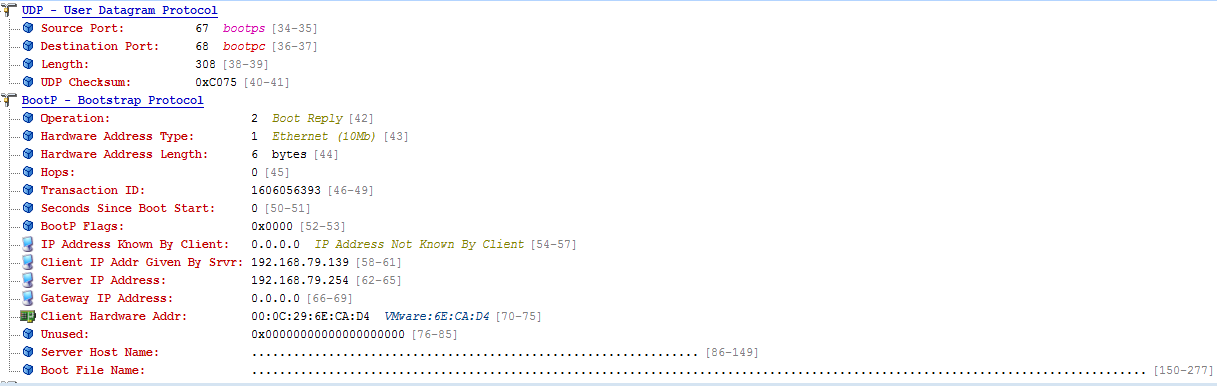 UDP - User Datagram Protocol
Source Port: 67 bootps [34-35]
Destination Port: 68 bootpc [36-37]
Length: 308 [38-39]
UDP Checksum: 0xC075 [40-41]
BootP - Bootstrap Protocol
Operation: 2 Boot Reply [42]
Hardware Address Type: 1 Ethernet (10Mb) [43]
Hardware Address Length: 6 bytes [44]
Hops: 0 [45]
Transaction ID: 1606056393 [46-49]
Seconds Since Boot Start: 0 [50-51]
BootP Flags: 0x0000 [52-53]
IP Address Known By Client: 0.0.0.0 IP Address Not Known By Client [54-57]
Client IP Addr Given By Srvr: 192.168.79.139 [58-61]
Server IP Address: 192.168.79.254 [62-65]
Gateway IP Address: 0.0.0.0 [66-69]
Client Hardware Addr: 00:0C:29:6E:CA:D4 VMware:6E:CA:D4 [70-75]
Unused: 0x00000000000000000000 [76-85]
Server Host Name: ................................................................ [86-149]
Boot File Name: ................................................................................................................................ [150-277]